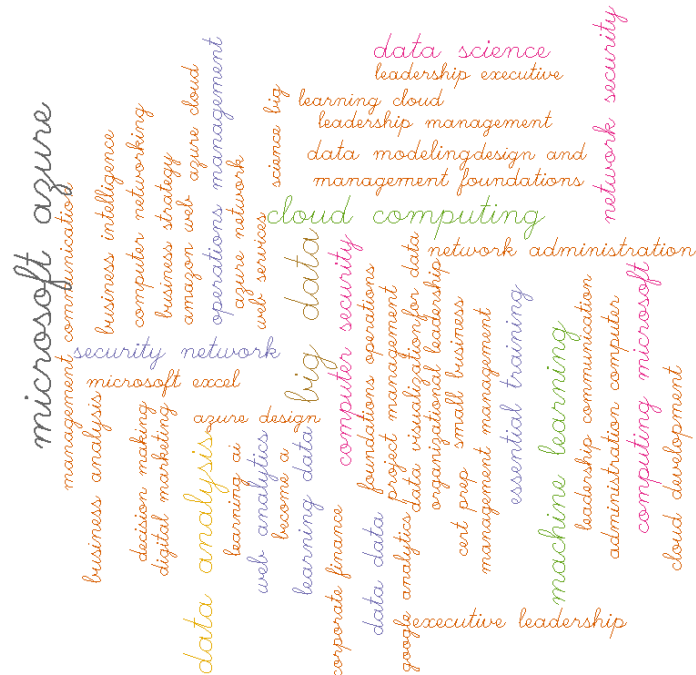 data science
leadership executive
learning cloud
leadership management
data modeling
design and
management foundations
cloud computing
network administration
network security
microsoft azure
management communication
business intelligence
computer networking
business strategy
amazon web
azure cloud
operations management
azure network
web services
science big
big data
computer security
security network
microsoft excel
azure design
business analysis
decision making
digital marketing
data analysis
learning ai
web analytics
become a
learning data
corporate finance
foundations operations
project management
data visualization
for data
organizational leadership
cert prep
small business
management management
essential training
machine learning
leadership communication
administration computer
computing microsoft
cloud development
data data
google analytics
executive leadership